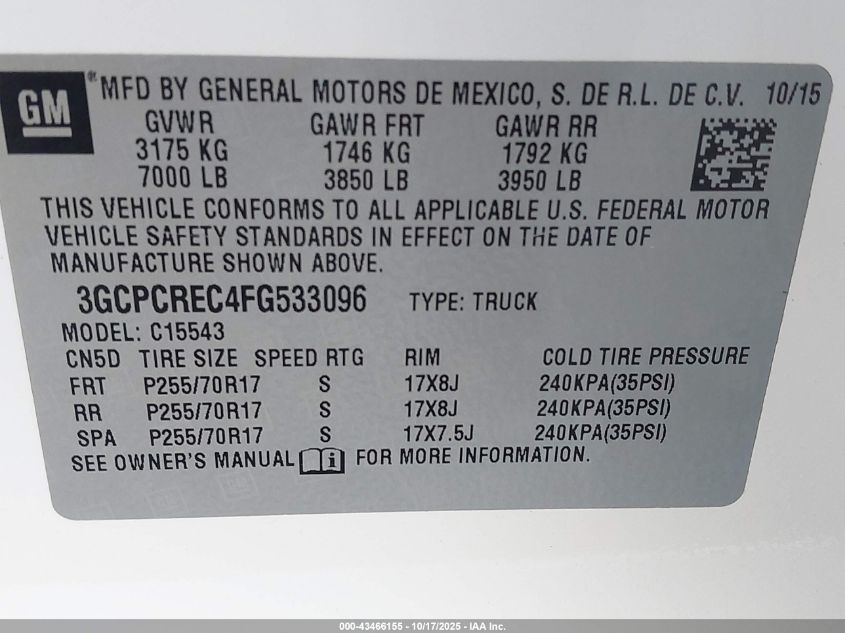 GM
® MFD BY GENERAL MOTORS DE MEXICO, S. DE R.L. DE C.V. 10/15
GVWR GAWR FRT GAWR RR
3175 KG 1746 KG 1792 KG
7000 LB 3850 LB 3950 LB
THIS VEHICLE CONFORMS TO ALL APPLICABLE U.S. FEDERAL MOTOR
VEHICLE SAFETY STANDARDS IN EFFECT ON THE DATE OF
MANUFACTURE SHOWN ABOVE.
3GCPCREC4FG533096 TYPE: TRUCK
MODEL: C15543
CN5D TIRE SIZE SPEED RTG RIM COLD TIRE PRESSURE
FRT P255/70R17 S 17X8J 240KPA(35PSI)
RR P255/70R17 S 17X8J 240KPA(35PSI)
SPA P255/70R17 S 17X7.5J 240KPA(35PSI)
SEE OWNER'S MANUAL i FOR MORE INFORMATION.
000-43466155 - 10/17/2025 - IAA Inc.